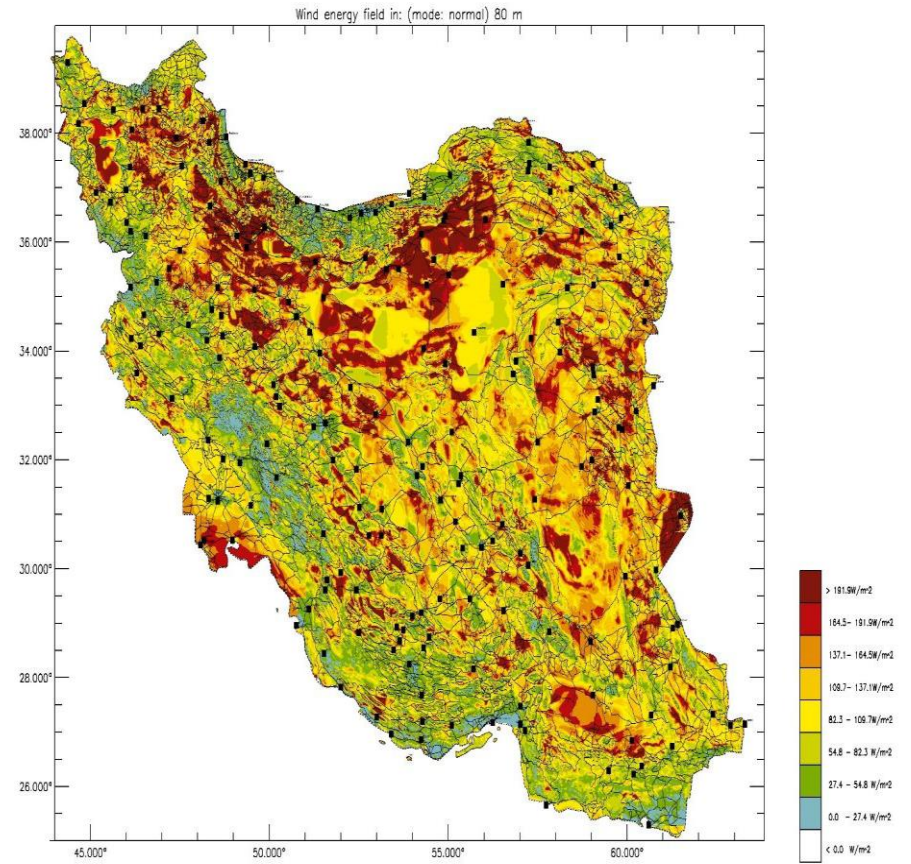 Wind energy field in: (mode: normal) 80 m
38.000°
36.000°
34.000°
32.000°
30.000°
28.000°
26.000°
45.000°
50.000°
55.000°
60.000°
> 191.9W/m^2
164.5- 191.9W/m^2
137.1 - 164.5W/m^2
109.7- 137.1W/m^2
82.3 - 109.7W/m^2
54.8 - 82.3 W/m^2
27.4 - 54.8 W/m^2
0.0 - 27.4 W/m^2
< 0.0 W/m^2